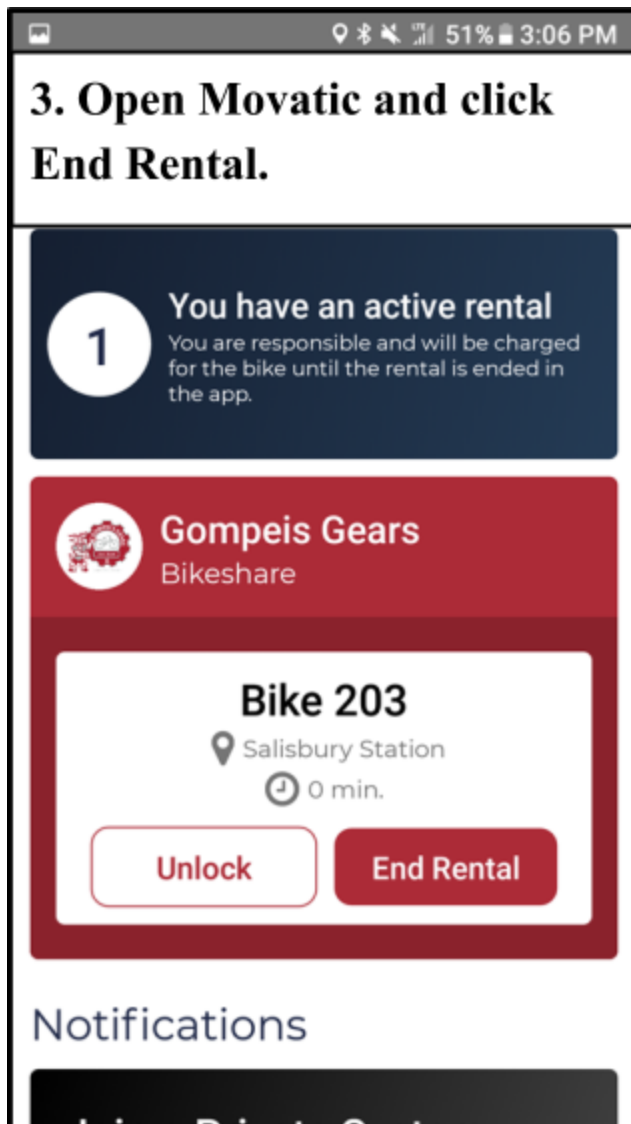 51% 3:06 PM
3. Open Movatic and click
End Rental.
1
You have an active rental
You are responsible and will be charged
for the bike until the rental is ended in
the app.
Gompeis Gears
Bikeshare
Bike 203
Salisbury Station
0 min.
Unlock
End Rental
Notifications